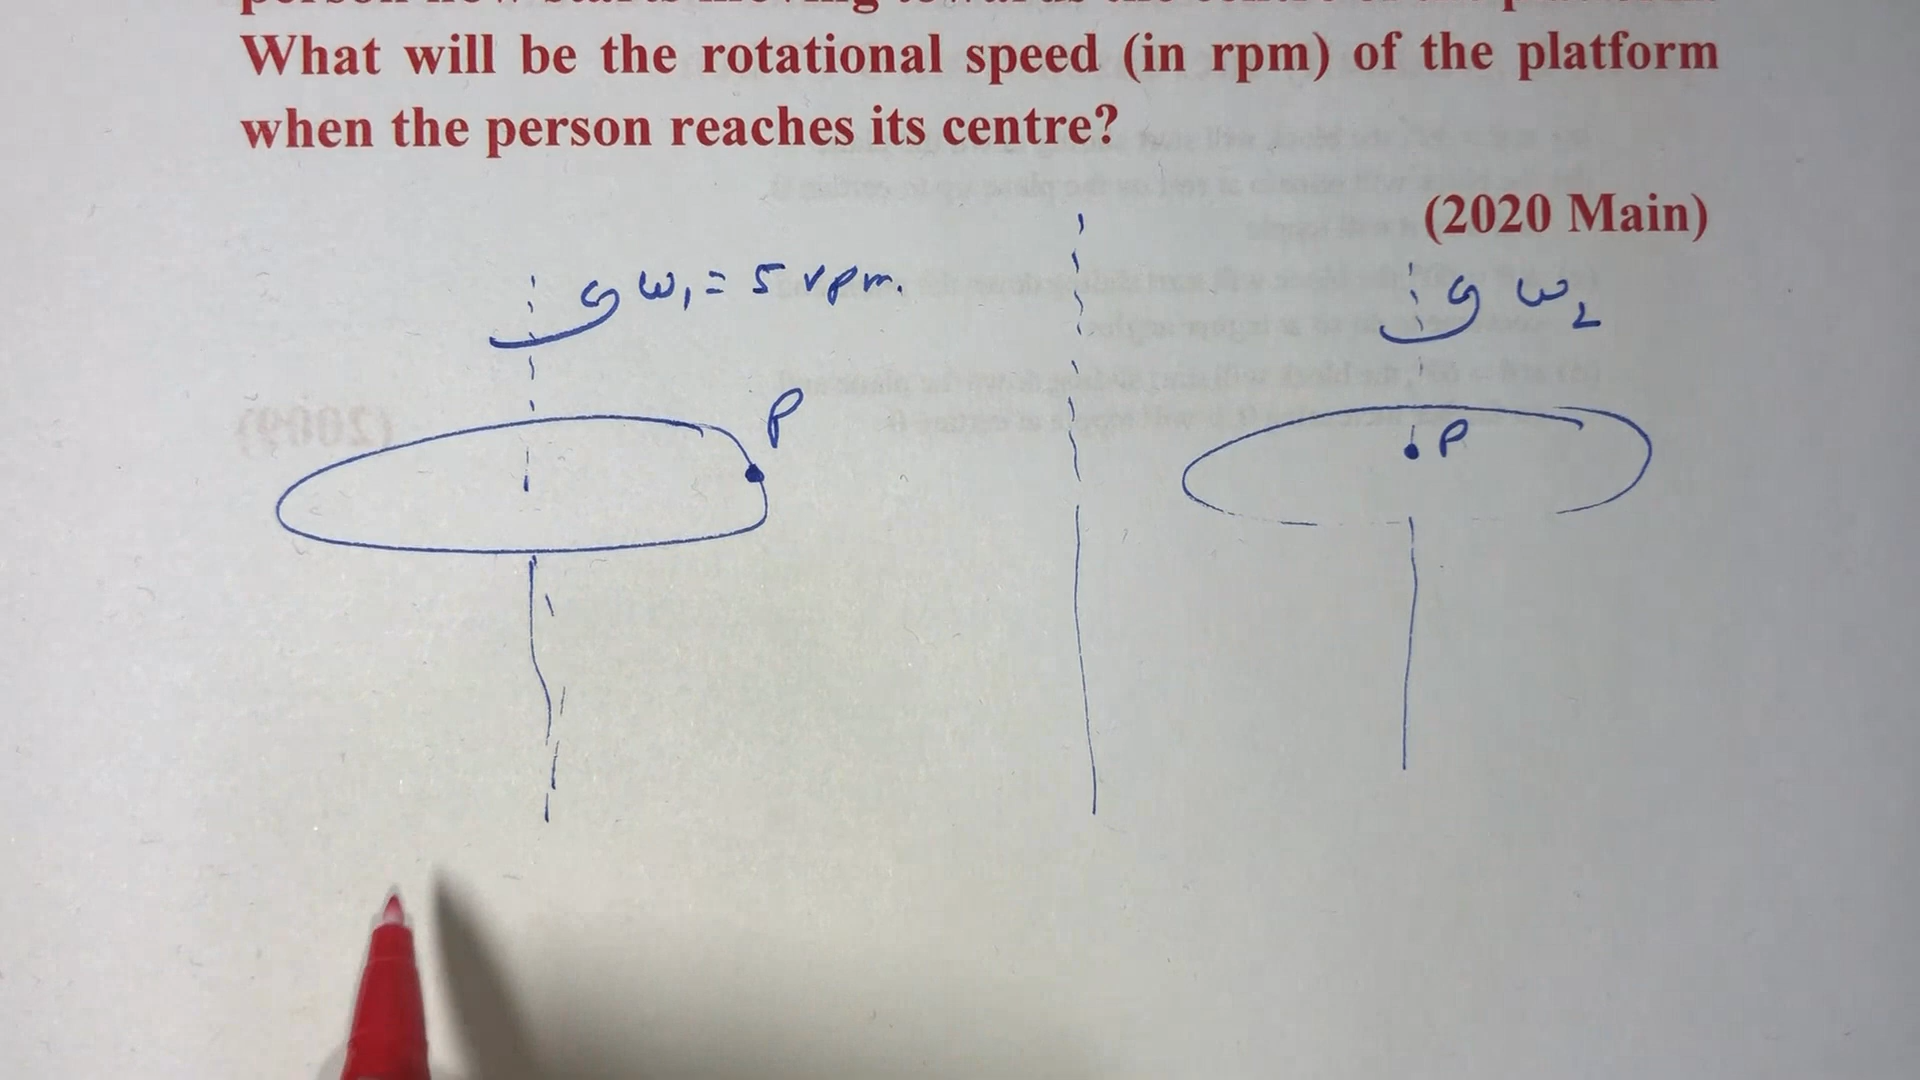 What will be the rotational speed (in rpm) of the platform
when the person reaches its centre?
(2020 Main)
ω₁ = 5 rpm.
ω₂
P
P